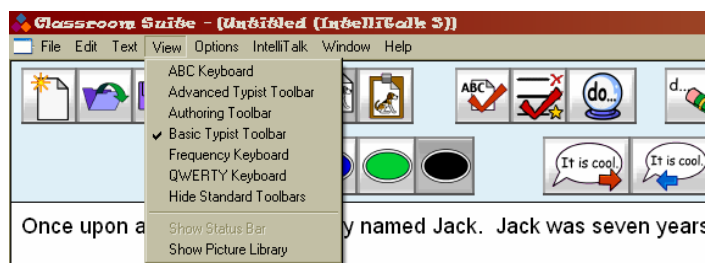 Classroom Suite - (Untitled (IntelliTalk 3))
File Edit Text View Options IntelliTalk Window Help
ABC Keyboard
Advanced Typist Toolbar
Authoring Toolbar
Basic Typist Toolbar
Frequency Keyboard
QWERTY Keyboard
Hide Standard Toolbars
Show Status Bar
Show Picture Library
ABC
do...
d...
It is cool.
It is cool.
Once upon a y named Jack. Jack was seven years